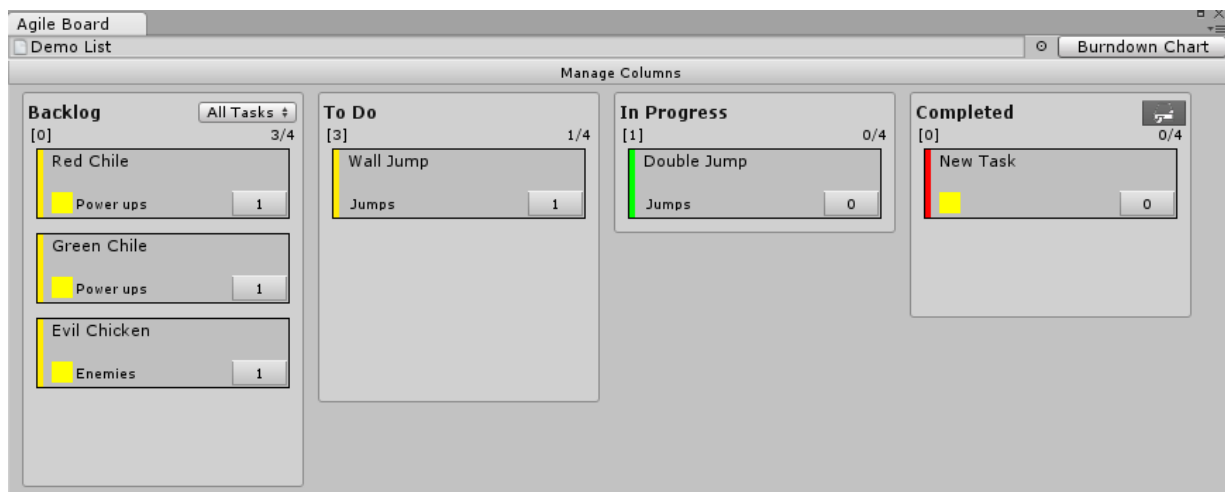 Agile Board
Demo List
Burndown Chart
Manage Columns
Backlog All Tasks
[0] 3/4
Red Chile
Power ups 1
Green Chile
Power ups 1
Evil Chicken
Enemies 1
To Do
[3] 1/4
Wall Jump
Jumps 1
In Progress
[1] 0/4
Double Jump
Jumps 0
Completed
[0] 0/4
New Task
0